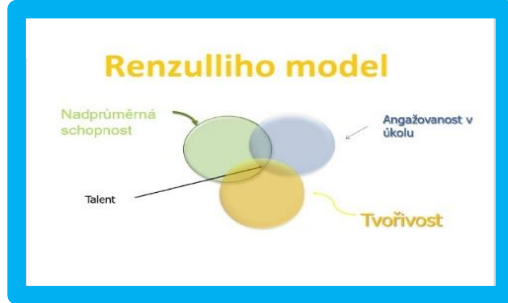 Renzulliho model
Nadprůměrná
schopnost
Angažovanost v
úkolu
Talent
Tvořivost